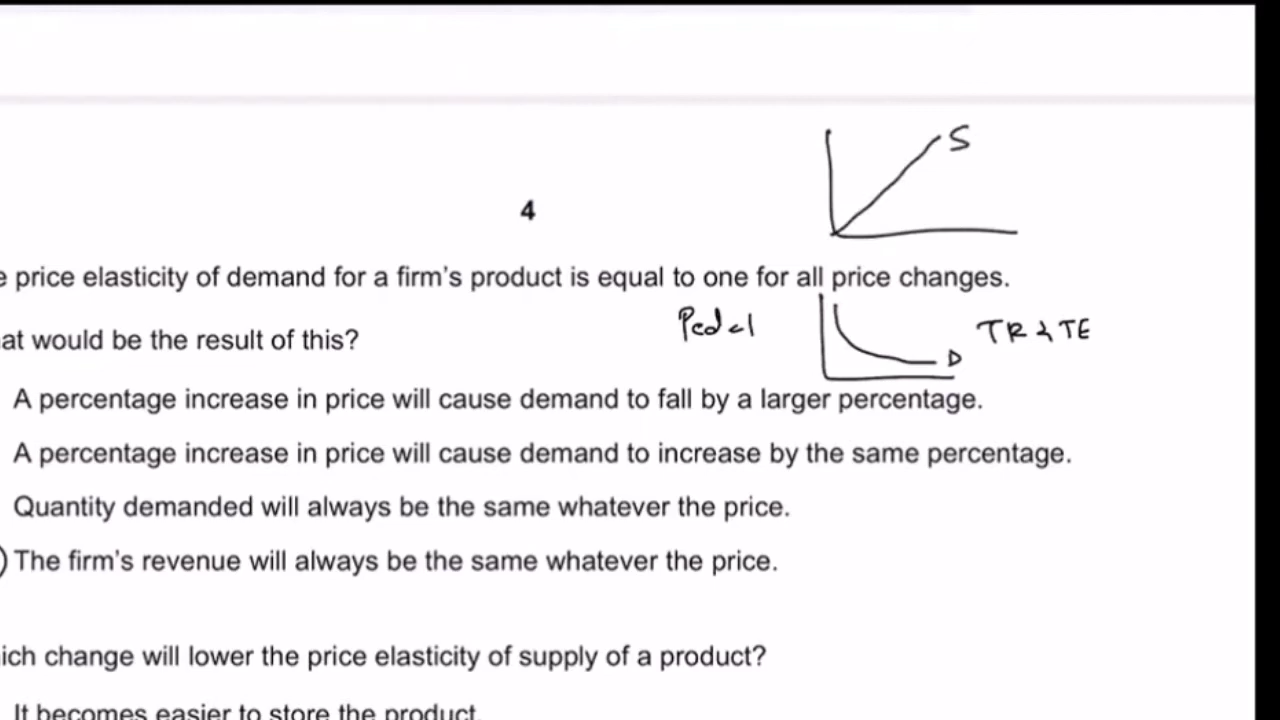 S
4
e price elasticity of demand for a firm's product is equal to one for all price changes.
at would be the result of this?
TR & TE
D
A percentage increase in price will cause demand to fall by a larger percentage.
A percentage increase in price will cause demand to increase by the same percentage.
Quantity demanded will always be the same whatever the price.
The firm's revenue will always be the same whatever the price.
ich change will lower the price elasticity of supply of a product?
It becomes easier to store the product.